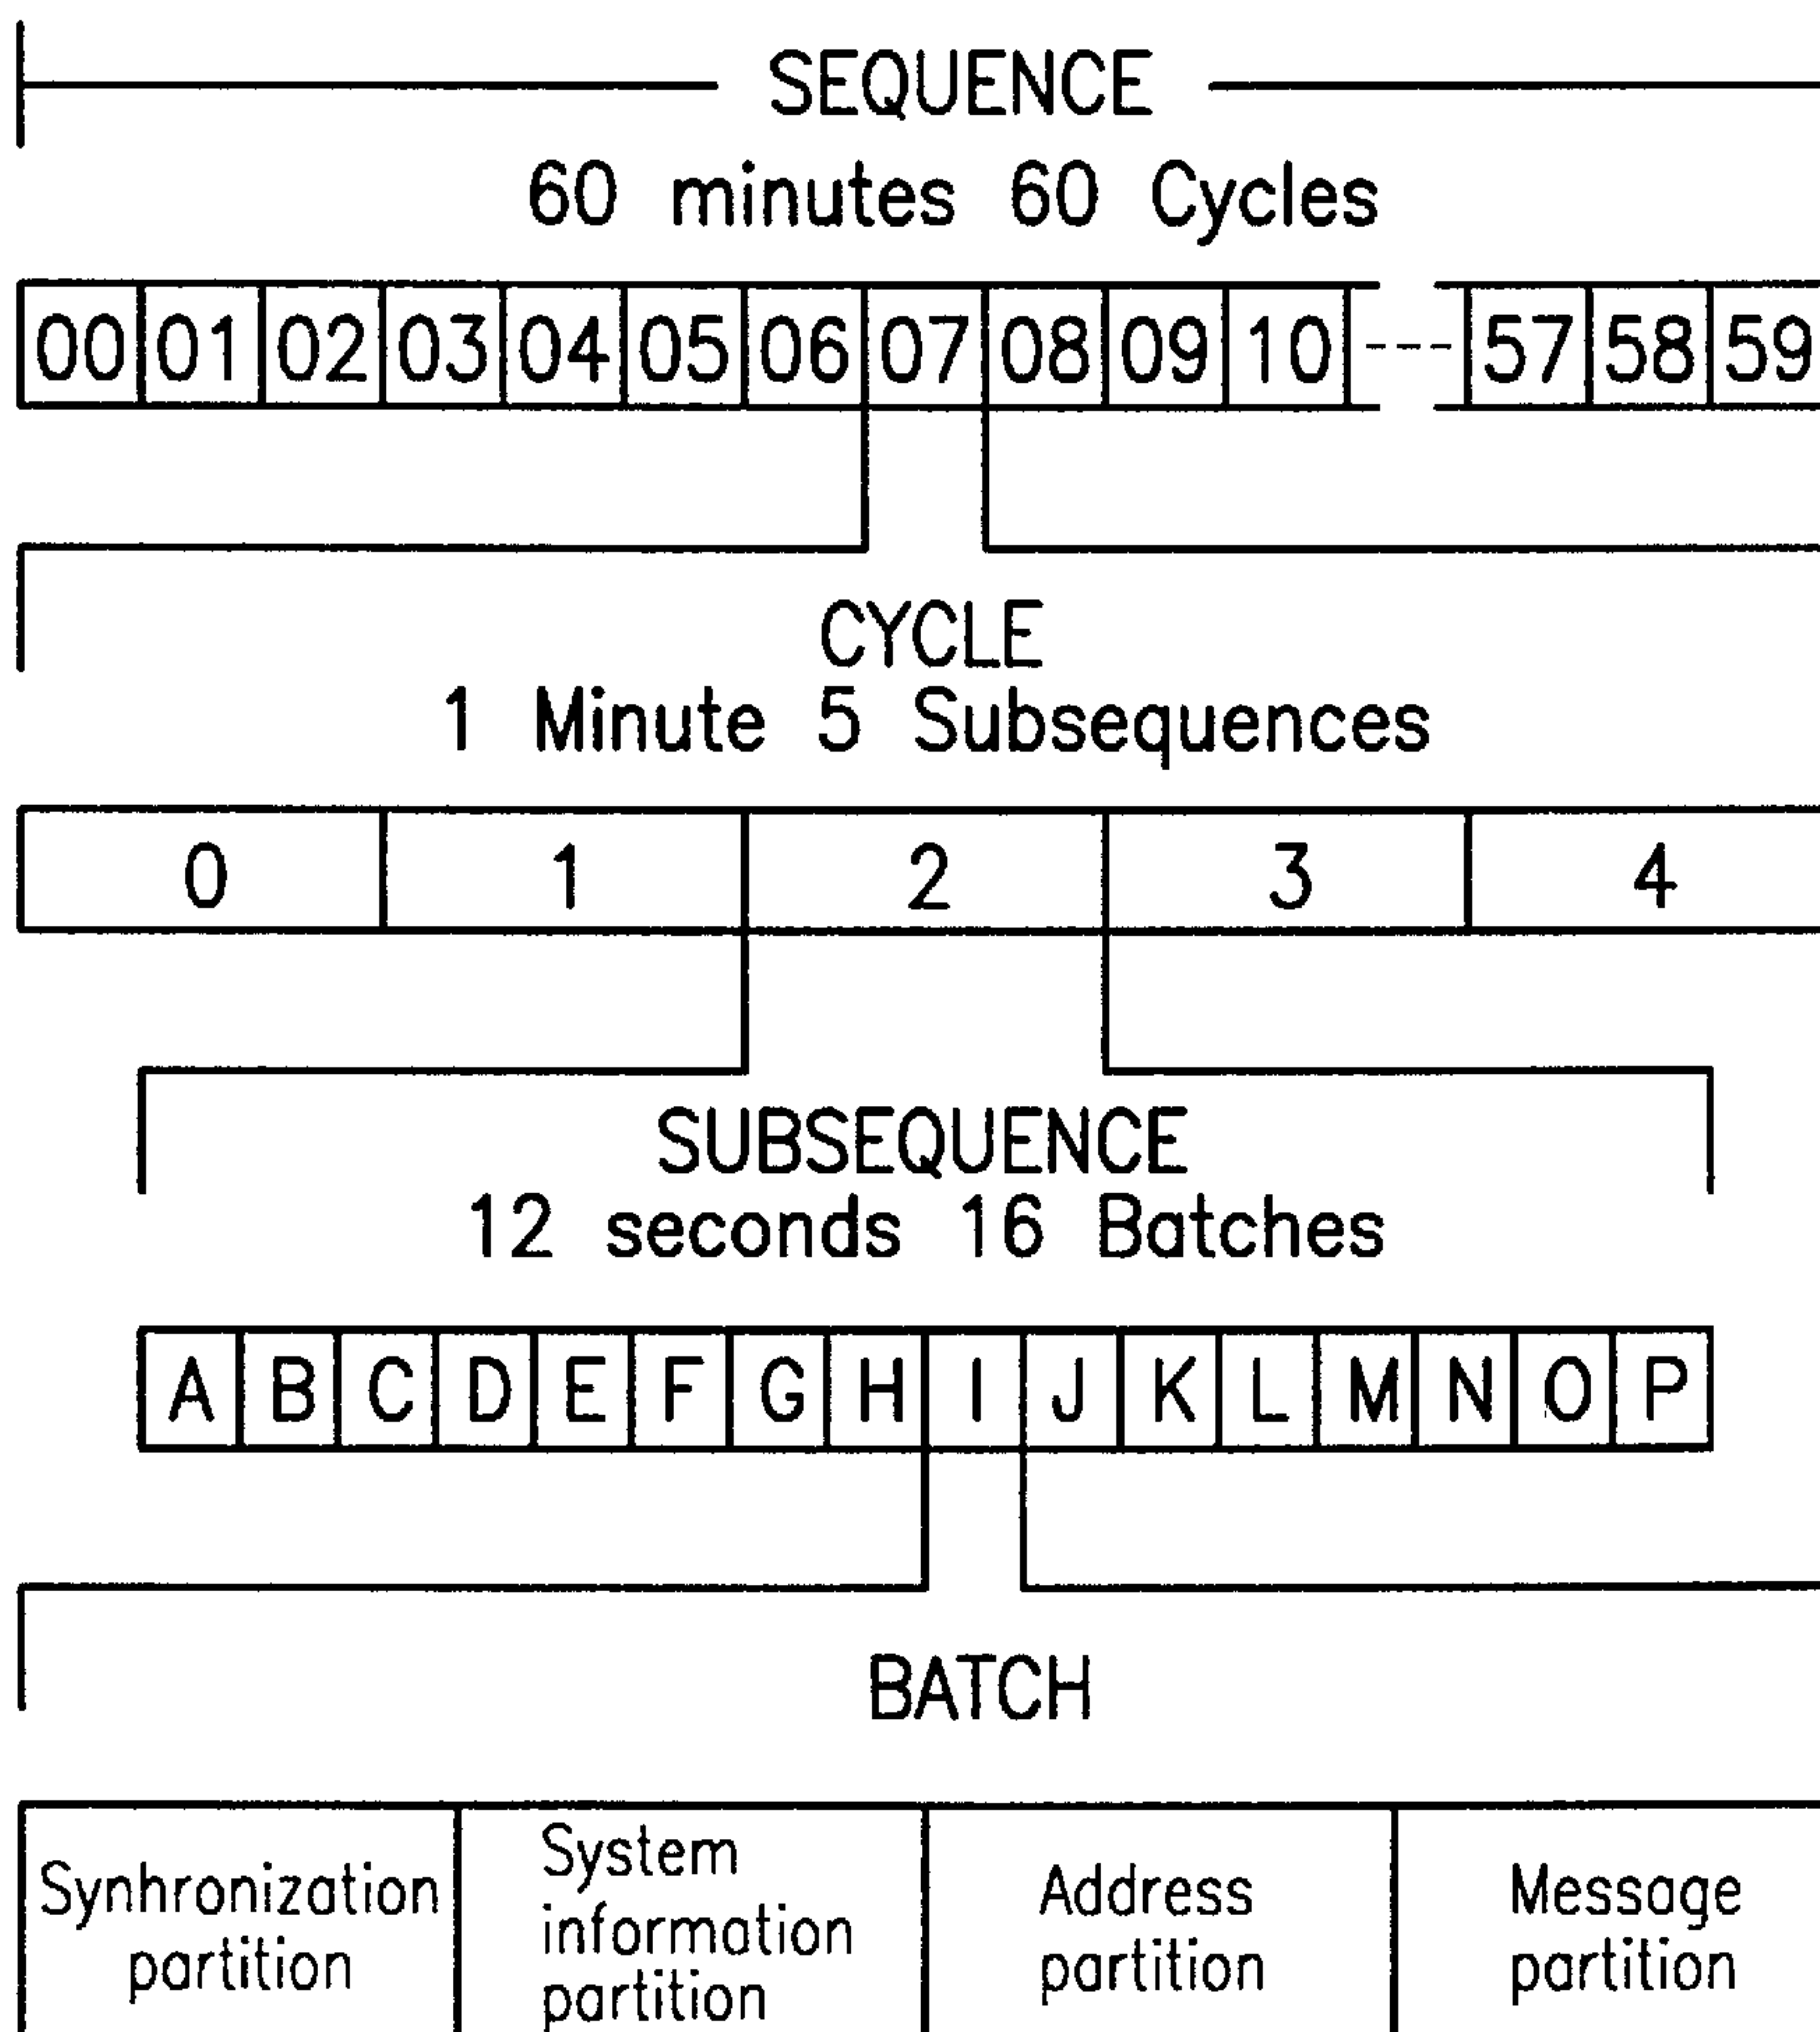 SEQUENCE
60 minutes 60 Cycles
00 01 02 03 04 05 06 07 08 09 10 --- 57 58 59
CYCLE
1 Minute 5 Subsequences
0 1 2 3 4
SUBSEQUENCE
12 seconds 16 Batches
A B C D E F G H I J K L M N O P
BATCH
Synhronization
partition
System
information
partition
Address
partition
Message
partition